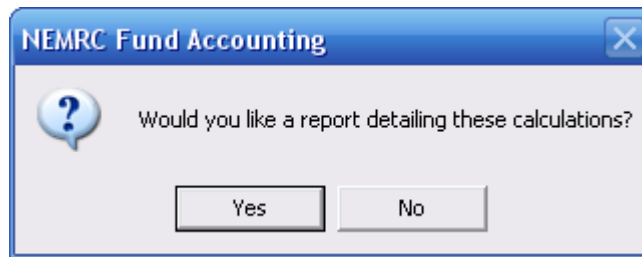 NEMRC Fund Accounting
Would you like a report detailing these calculations?
Yes
No